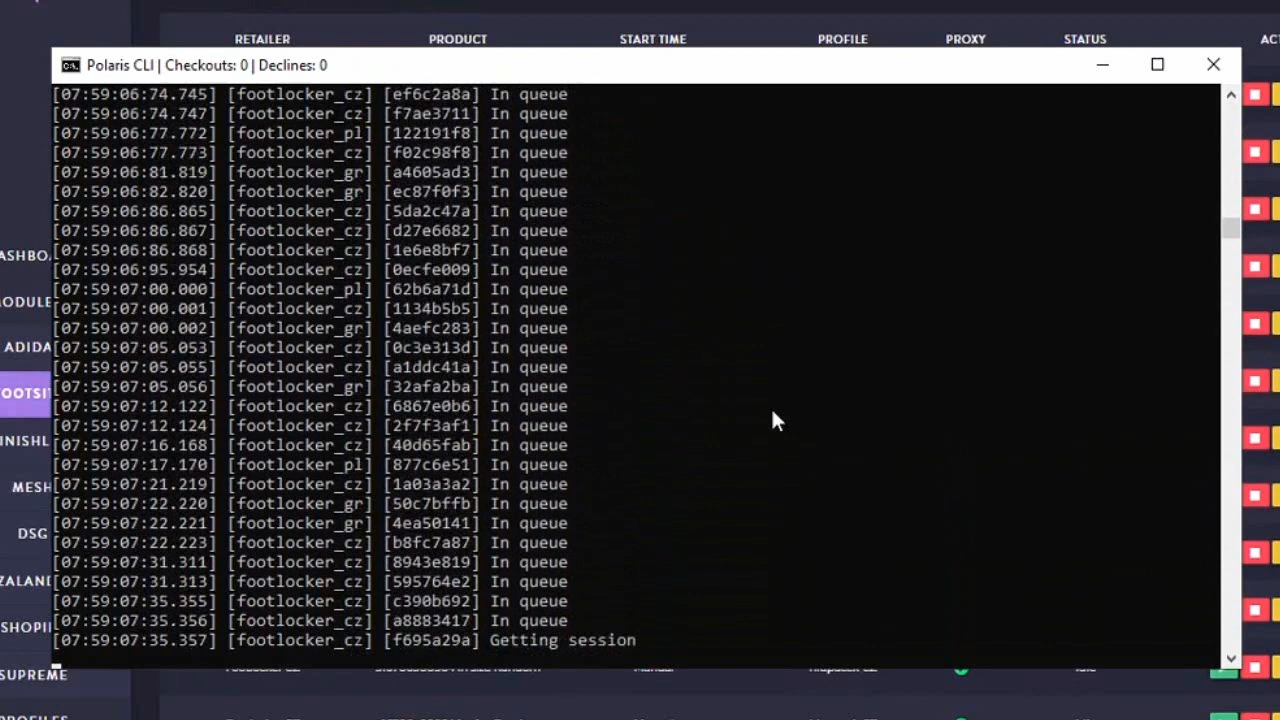 RETAILER PRODUCT START TIME PROFILE PROXY STATUS
Polaris CLI | Checkouts: 0 | Declines: 0
[07:59:06:74.745] [footlocker_cz] [ef6c2a8a] In queue
[07:59:06:74.747] [footlocker_cz] [f7ae3711] In queue
[07:59:06:77.772] [footlocker_pl] [122191f8] In queue
[07:59:06:77.773] [footlocker_cz] [f02c98f8] In queue
[07:59:06:81.819] [footlocker_gr] [a4605ad3] In queue
[07:59:06:82.820] [footlocker_gr] [ec87f0f3] In queue
[07:59:06:86.865] [footlocker_cz] [5da2c47a] In queue
[07:59:06:86.867] [footlocker_cz] [d27e6682] In queue
[07:59:06:86.868] [footlocker_cz] [1e6e8bf7] In queue
[07:59:06:95.954] [footlocker_cz] [0ecfe009] In queue
[07:59:07:00.000] [footlocker_pl] [62b6a71d] In queue
[07:59:07:00.001] [footlocker_cz] [1134b5b5] In queue
[07:59:07:00.002] [footlocker_gr] [4aefc283] In queue
[07:59:07:05.053] [footlocker_cz] [0c3e313d] In queue
[07:59:07:05.055] [footlocker_cz] [a1ddc41a] In queue
[07:59:07:05.056] [footlocker_gr] [32afa2ba] In queue
[07:59:07:12.122] [footlocker_cz] [6867e0b6] In queue
[07:59:07:12.124] [footlocker_cz] [2f7f3af1] In queue
[07:59:07:16.168] [footlocker_cz] [40d65fab] In queue
[07:59:07:17.170] [footlocker_pl] [877c6e51] In queue
[07:59:07:21.219] [footlocker_cz] [1a03a3a2] In queue
[07:59:07:22.220] [footlocker_gr] [50c7bffb] In queue
[07:59:07:22.221] [footlocker_gr] [4ea50141] In queue
[07:59:07:22.223] [footlocker_cz] [b8fc7a87] In queue
[07:59:07:31.311] [footlocker_cz] [8943e819] In queue
[07:59:07:31.313] [footlocker_cz] [595764e2] In queue
[07:59:07:35.355] [footlocker_cz] [c390b692] In queue
[07:59:07:35.356] [footlocker_cz] [a8883417] In queue
[07:59:07:35.357] [footlocker_cz] [f695a29a] Getting session
ASHBO
ODULE
ADIDA
OOTSI
INISHL
MESH
DSG
ZALAN
SHOPI
SUPREME